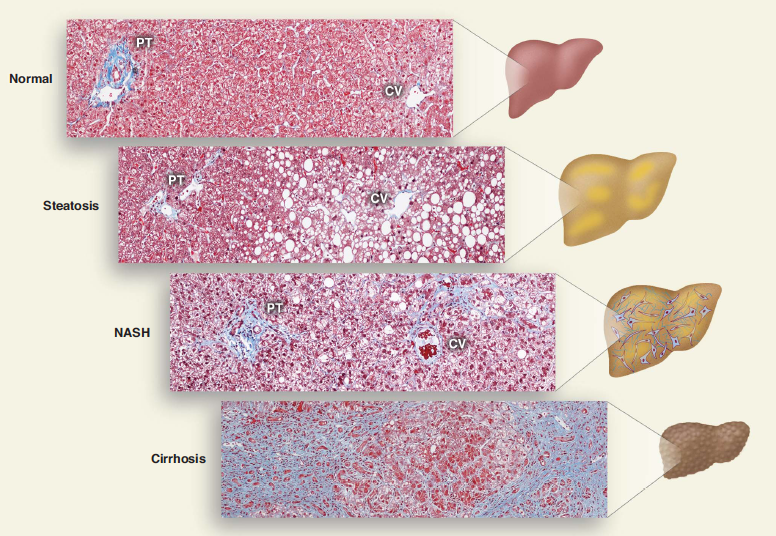 Normal
PT
CV
Steatosis
PT
CV
NASH
PT
CV
Cirrhosis